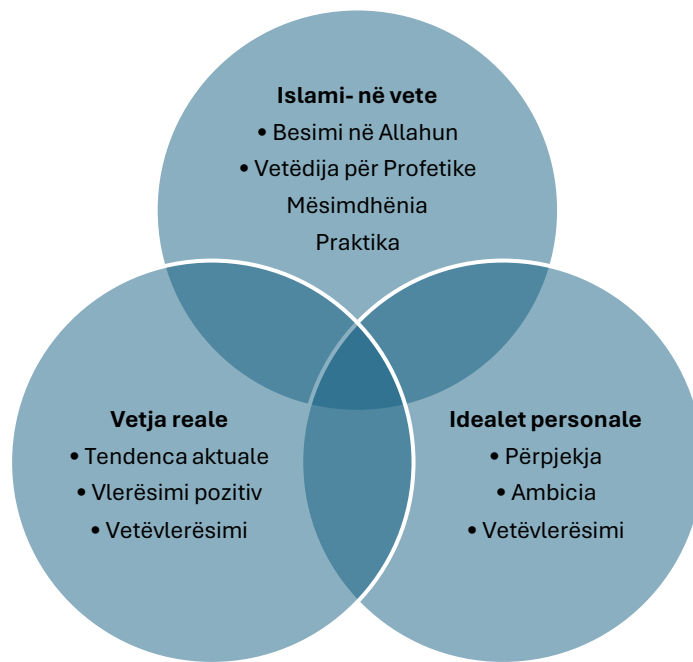 Islami- në vete
• Besimi në Allahun
• Vetëdija për Profetike
Mësimdhënia
Praktika
Vetja reale
• Tendenca aktuale
• Vlerësimi pozitiv
• Vetëvlerësimi
Idealet personale
• Përpjekja
• Ambicia
• Vetëvlerësimi